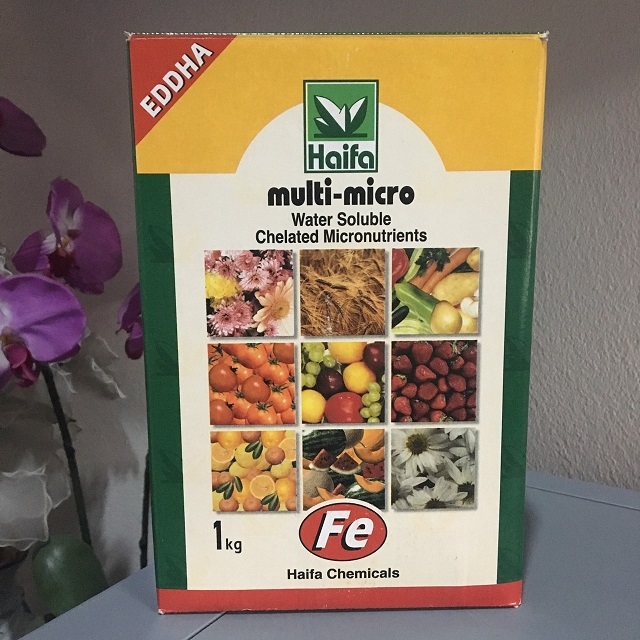 EDDHA
Haifa
multi-micro
Water Soluble
Chelated Micronutrients
1kg
Fe
Haifa Chemicals